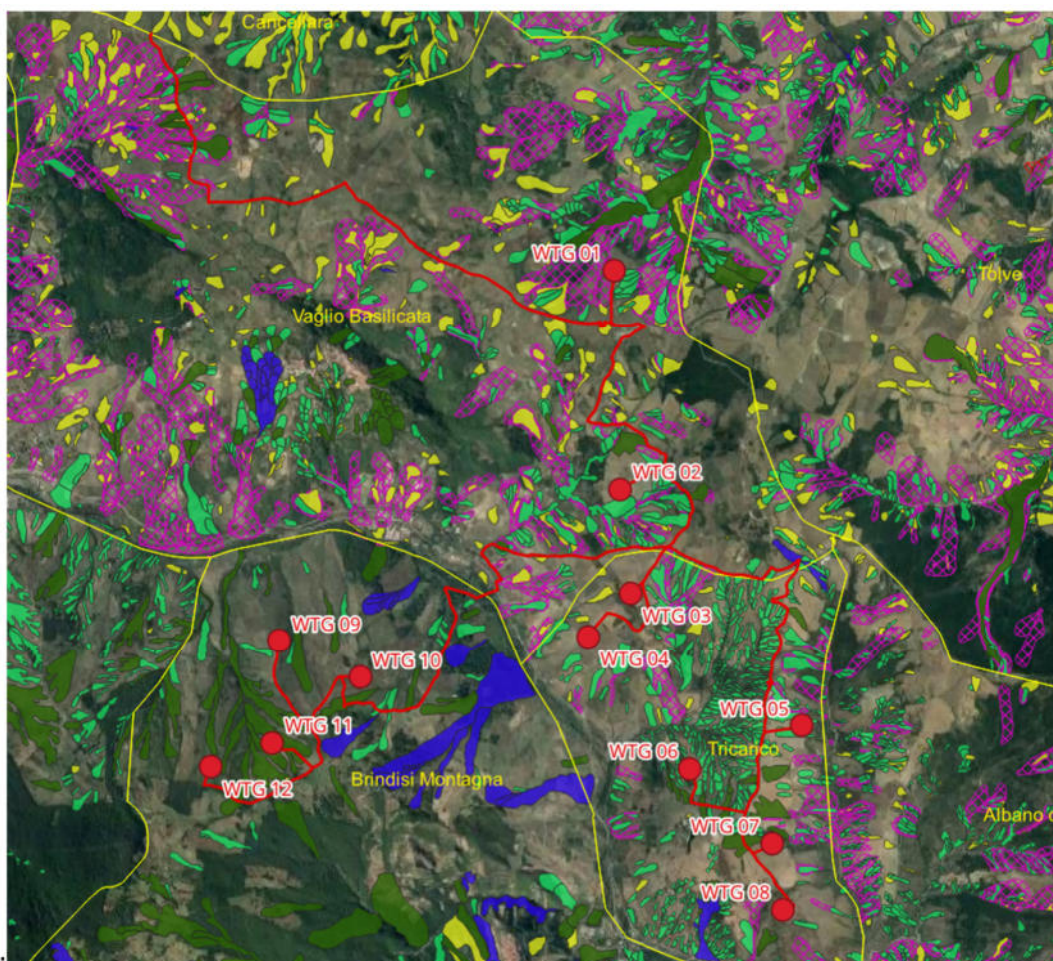 Cancellara
WTG 01
Tolve
Vaglio Basilicata
WTG 02
WTG 03
WTG 09
WTG 04
WTG 10
WTG 05
WTG 11
WTG 06
Tricarico
Brindisi Montagna
WTG 12
WTG 07
Albano d
WTG 08